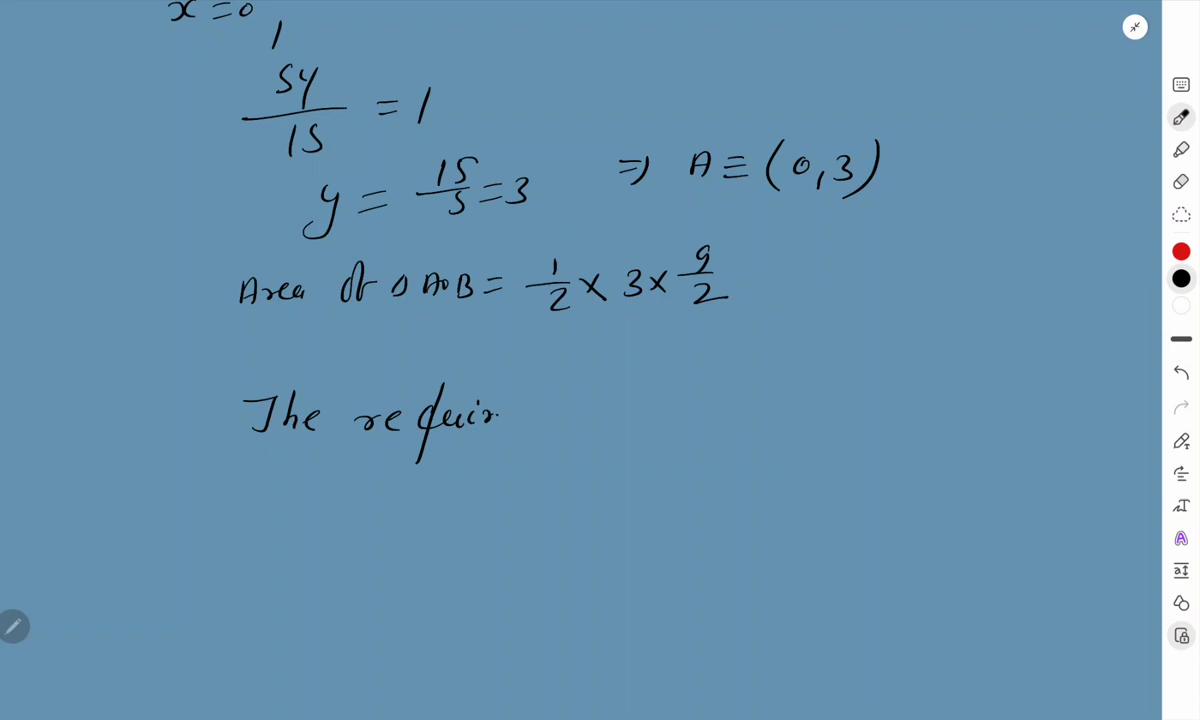 x = 0,
5y/15 = 1
y = 15/5 = 3 ⇒ A ≡ (0, 3)
Area of Δ AOB = 1/2 × 3 × 9/2
The requir